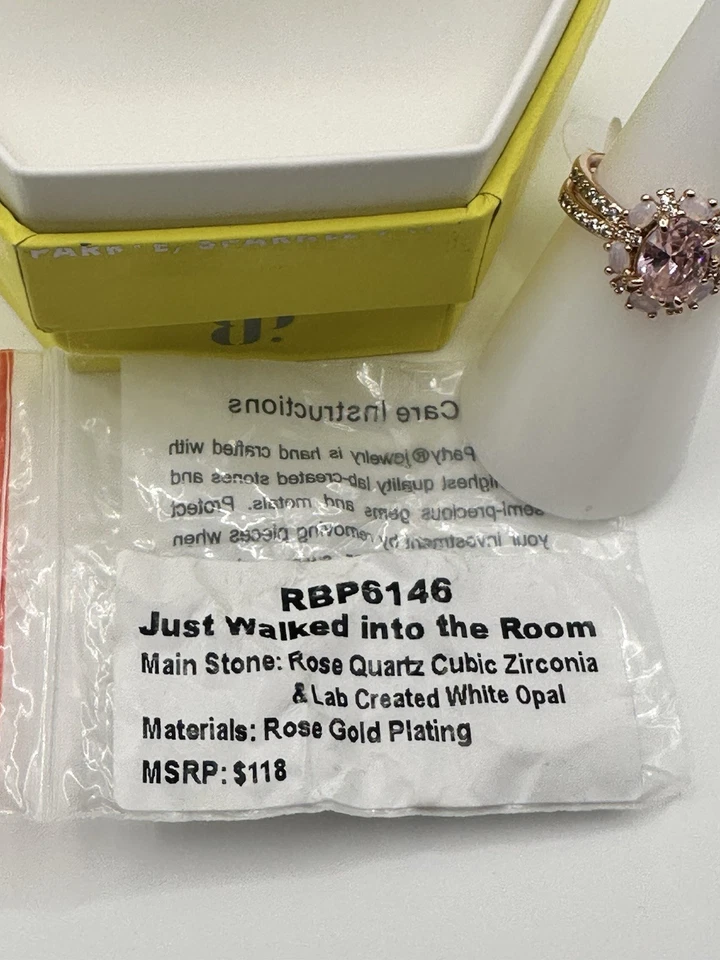 SPARKLE
Care Instructions
Party® jewelry is hand crafted with
highest quality lab-created stones and
semi-precious gems and metals. Protect
your investment by removing pieces when
RBP6146
Just Walked into the Room
Main Stone: Rose Quartz Cubic Zirconia
& Lab Created White Opal
Materials: Rose Gold Plating
MSRP: $118